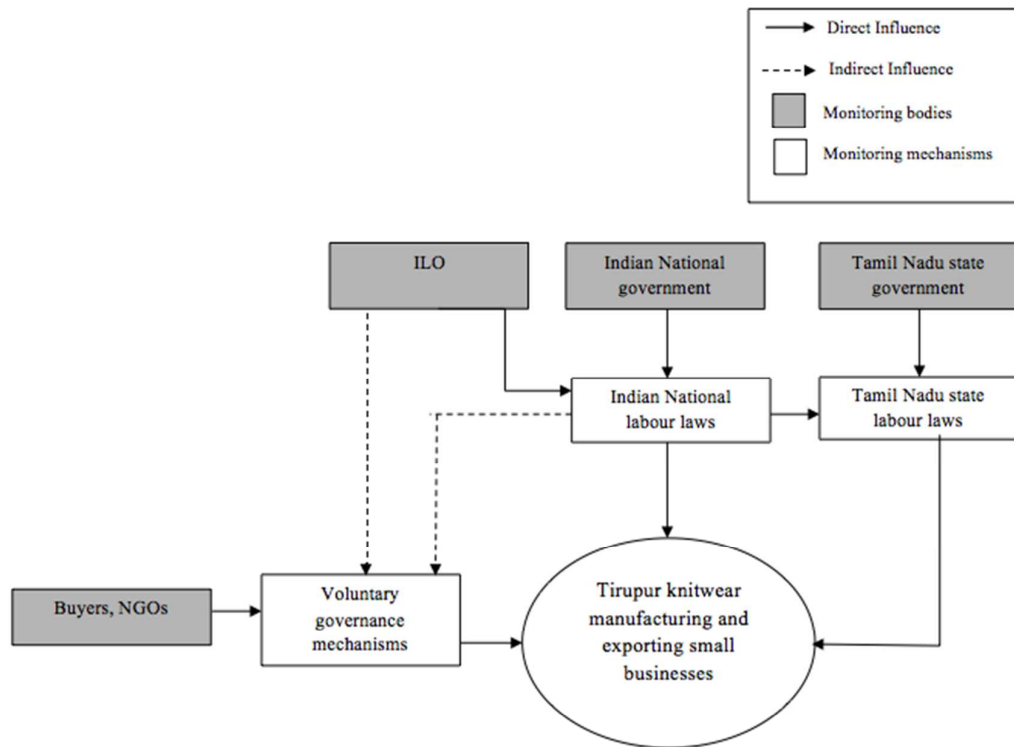 Direct Influence
Indirect Influence
Monitoring bodies
Monitoring mechanisms
ILO
Indian National
government
Tamil Nadu state
government
Indian National
labour laws
Tamil Nadu state
labour laws
Buyers, NGOs
Voluntary
governance
mechanisms
Tirupur knitwear
manufacturing and
exporting small
businesses